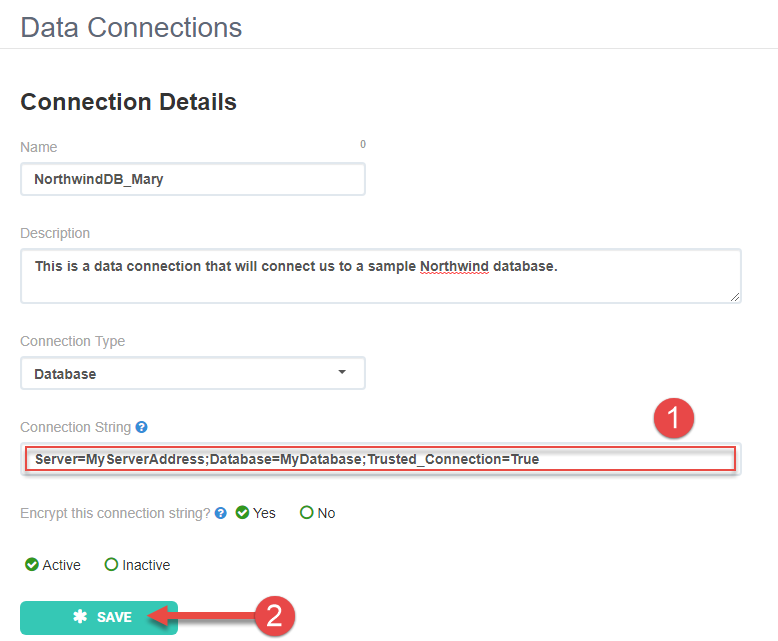 Data Connections
Connection Details
Name 0
NorthwindDB_Mary
Description
This is a data connection that will connect us to a sample Northwind database.
Connection Type
Database
Connection String ?
1
Server=MyServerAddress;Database=MyDatabase;Trusted_Connection=True
Encrypt this connection string? ? Yes No
Active Inactive
SAVE 2